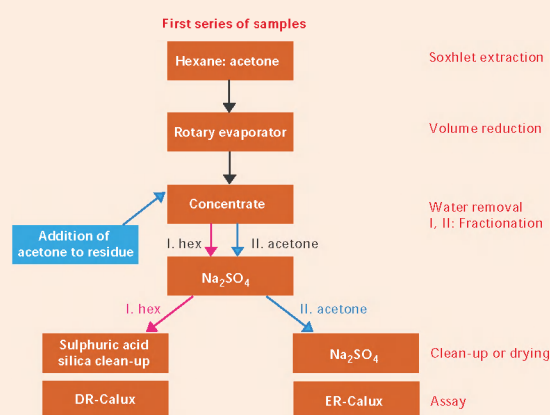 First series of samples
Hexane: acetone
Soxhlet extraction
Rotary evaporator
Volume reduction
Concentrate
Water removal
I, II: Fractionation
Addition of
acetone to residue
I. hex
II. acetone
Na₂SO₄
I. hex
II. acetone
Sulphuric acid
silica clean-up
Na₂SO₄
Clean-up or drying
DR-Calux
ER-Calux
Assay